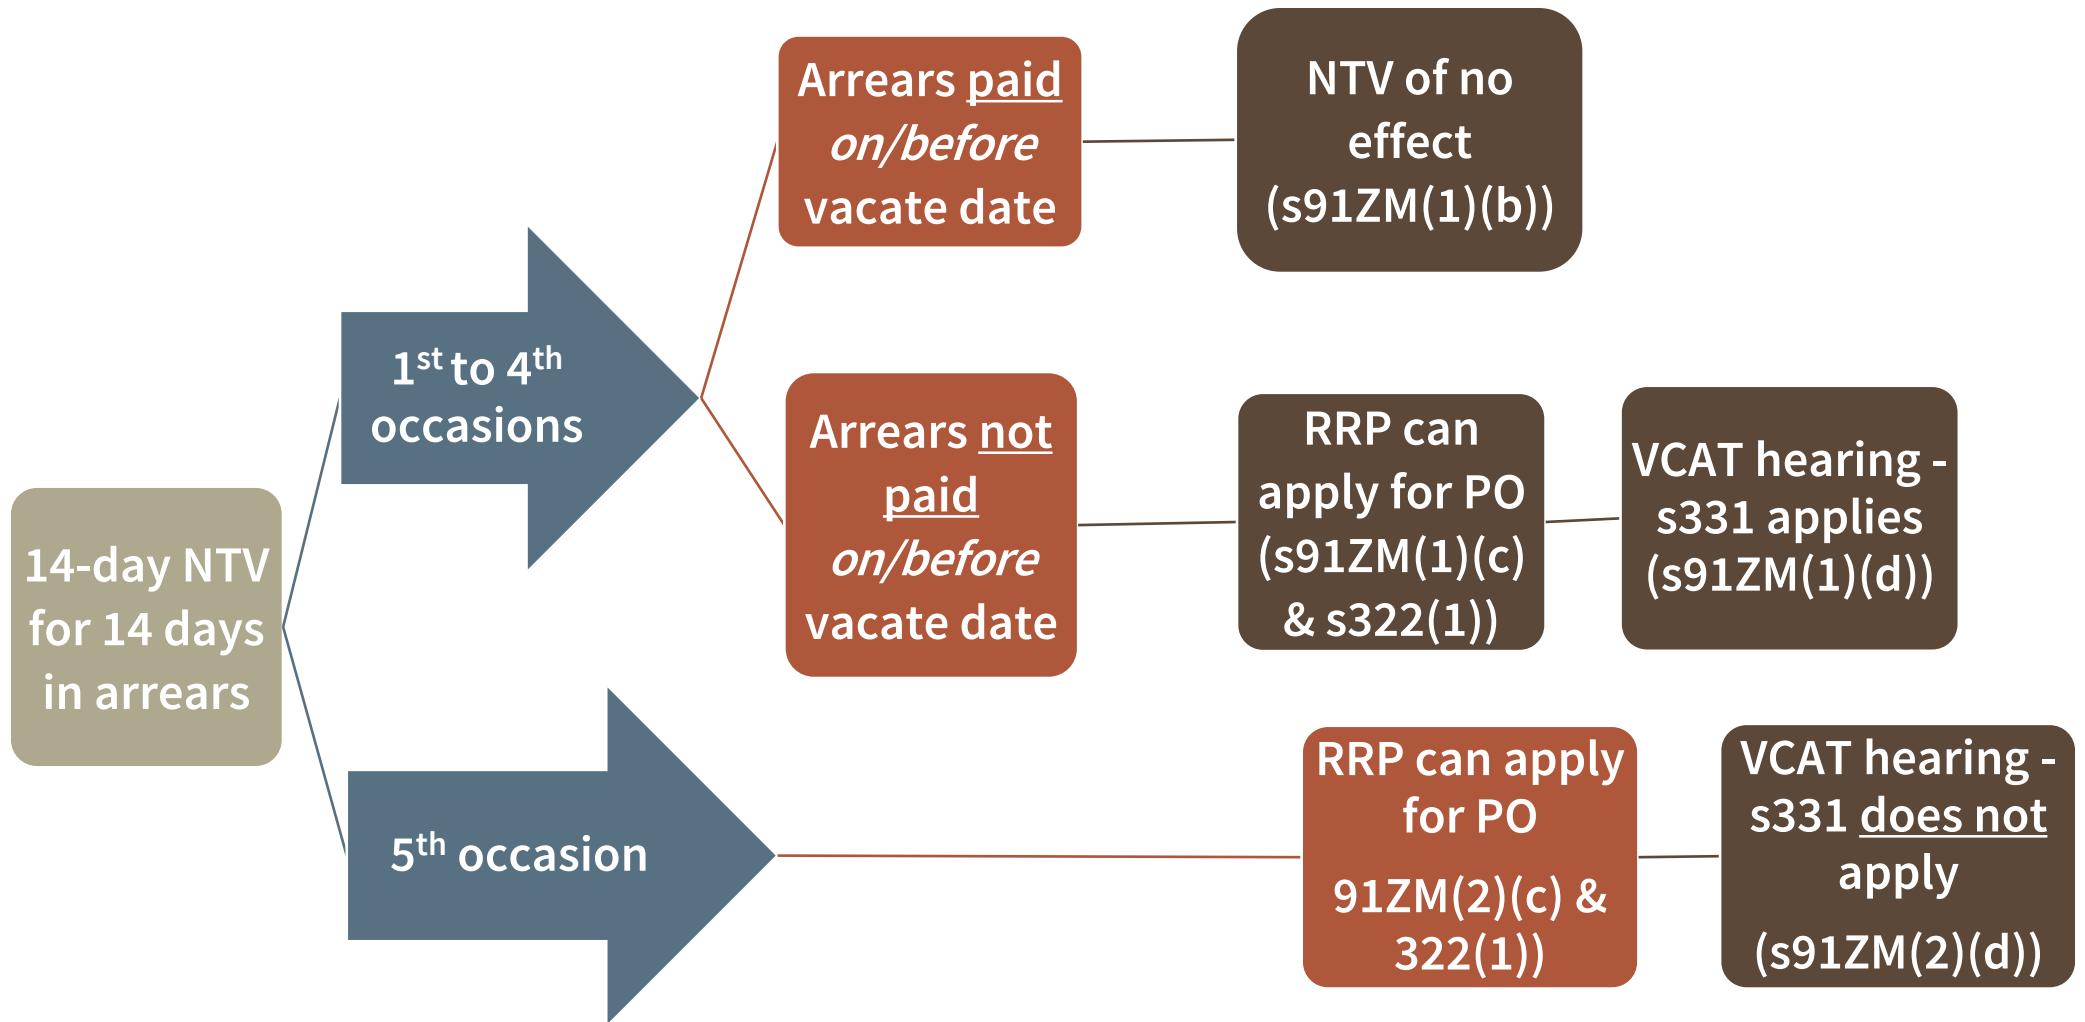 14-day NTV
for 14 days
in arrears
1st to 4th
occasions
Arrears paid
on/before
vacate date
NTV of no
effect
(s91ZM(1)(b))
Arrears not
paid
on/before
vacate date
RRP can
apply for PO
(s91ZM(1)(c)
& s322(1))
VCAT hearing -
s331 applies
(s91ZM(1)(d))
5th occasion
RRP can apply
for PO
91ZM(2)(c) &
322(1))
VCAT hearing -
s331 does not
apply
(s91ZM(2)(d))